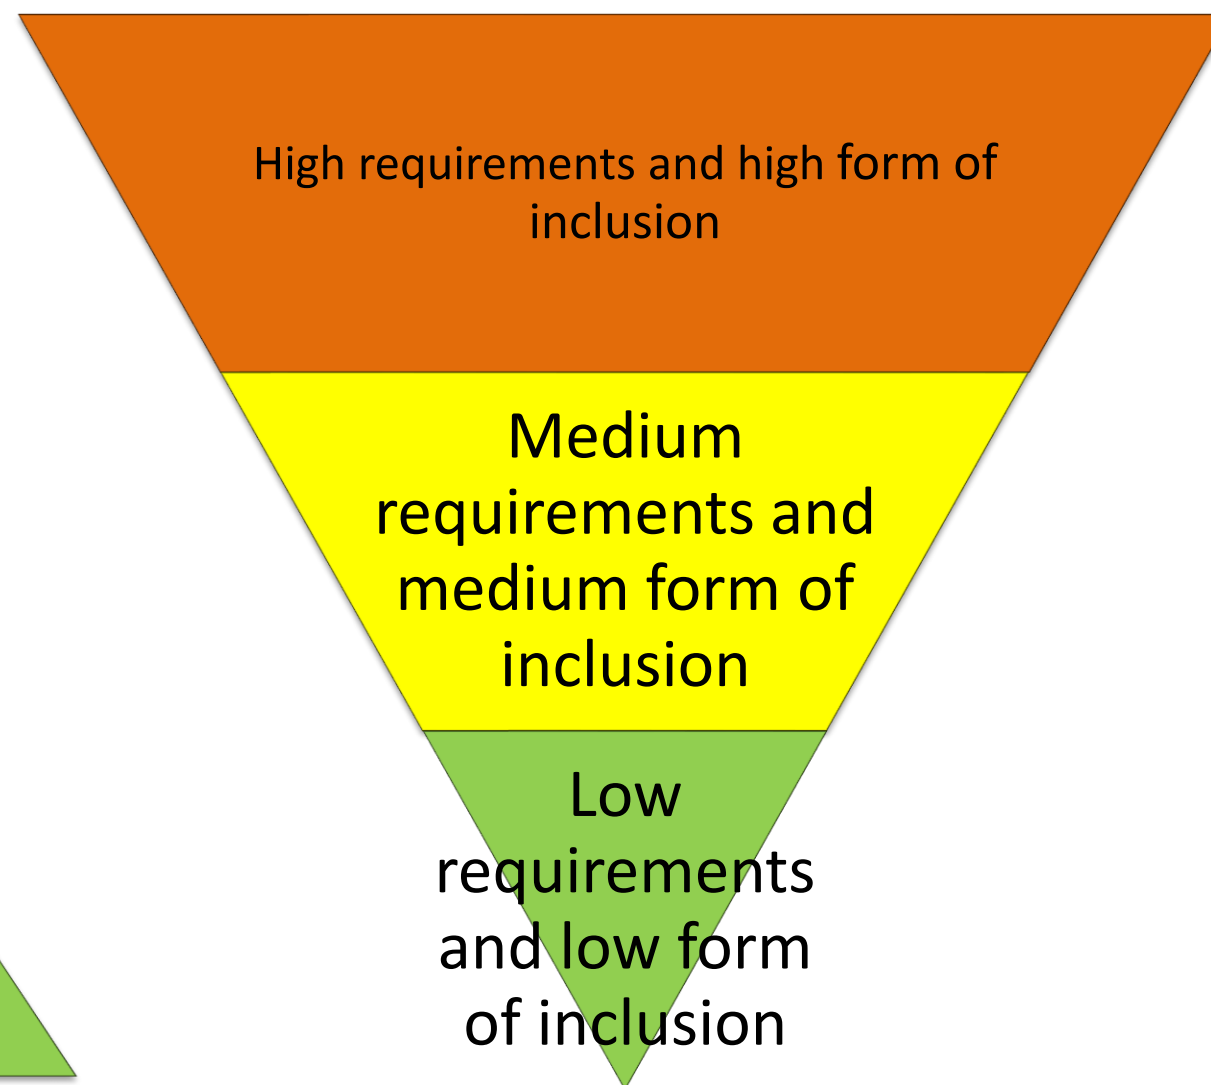 High requirements and high form of
inclusion
Medium
requirements and
medium form of
inclusion
Low
requirements
and low form
of inclusion